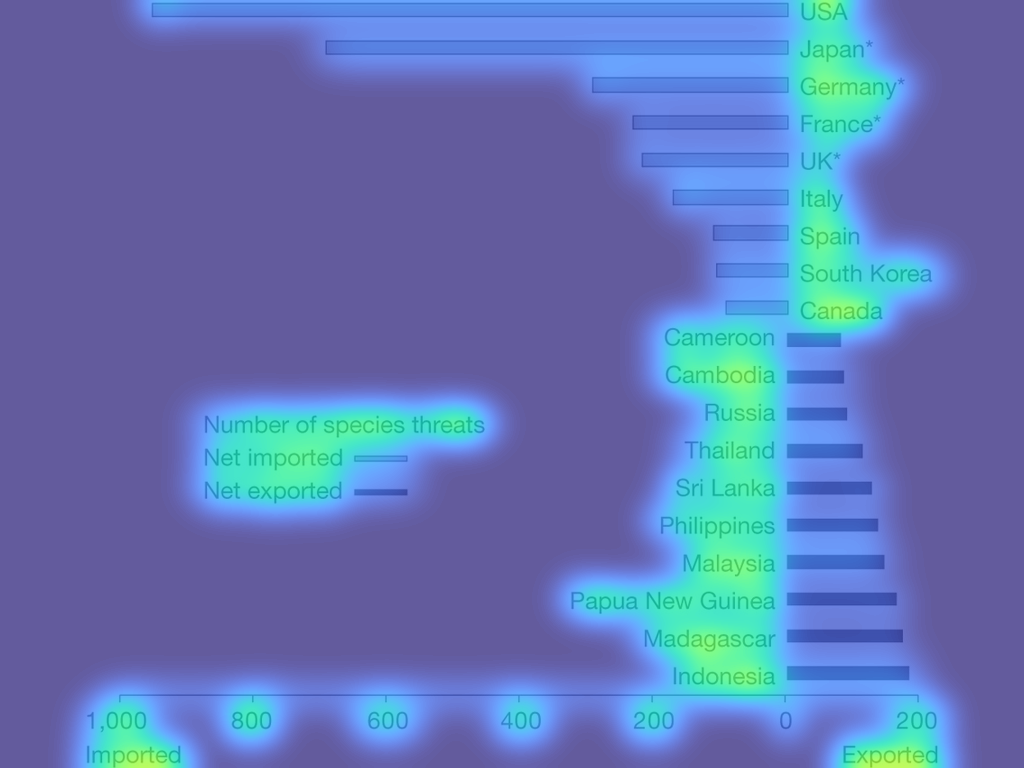 USA
Japan*
Germany*
France*
UK*
Italy
Spain
South Korea
Canada
Cameroon
Cambodia
Russia
Thailand
Sri Lanka
Philippines
Malaysia
Papua New Guinea
Madagascar
Indonesia
Number of species threats
Net imported
Net exported
1,000 800 600 400 200 0 200
Imported Exported